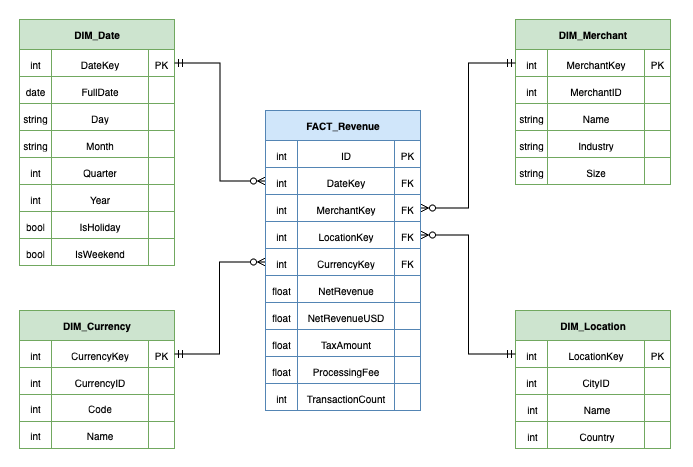 DIM_Date
int DateKey PK
date FullDate
string Day
string Month
int Quarter
int Year
bool IsHoliday
bool IsWeekend
DIM_Merchant
int MerchantKey PK
int MerchantID
string Name
string Industry
string Size
FACT_Revenue
int ID PK
int DateKey FK
int MerchantKey FK
int LocationKey FK
int CurrencyKey FK
float NetRevenue
float NetRevenueUSD
float TaxAmount
float ProcessingFee
int TransactionCount
DIM_Currency
int CurrencyKey PK
int CurrencyID
int Code
int Name
DIM_Location
int LocationKey PK
int CityID
int Name
int Country